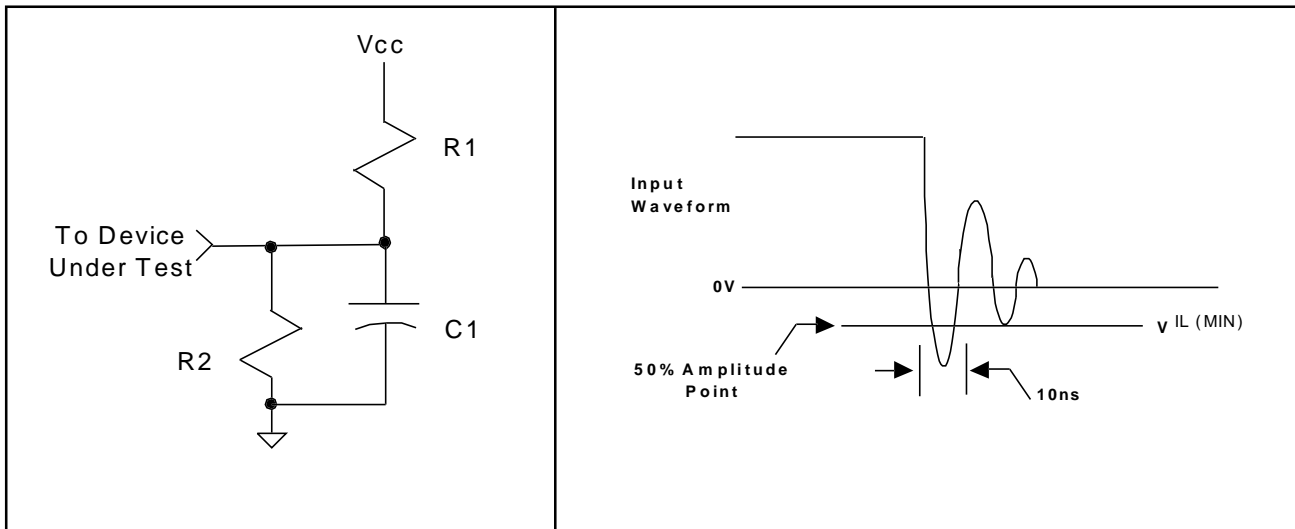 Vcc
R1
To Device
Under Test
R2
C1
Input
Waveform
0V
V IL (MIN)
50% Amplitude
Point
10ns